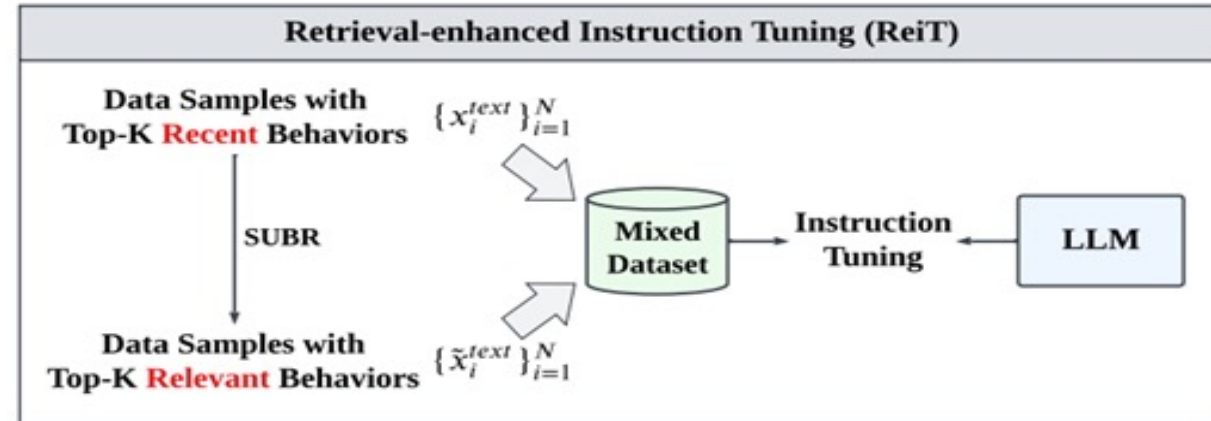 Retrieval-enhanced Instruction Tuning (ReiT)
Data Samples with
Top-K Recent Behaviors
{x_i^{text}}_{i=1}^N
SUBR
Mixed
Dataset
Instruction
Tuning
LLM
Data Samples with
Top-K Relevant Behaviors
{x̃_i^{text}}_{i=1}^N